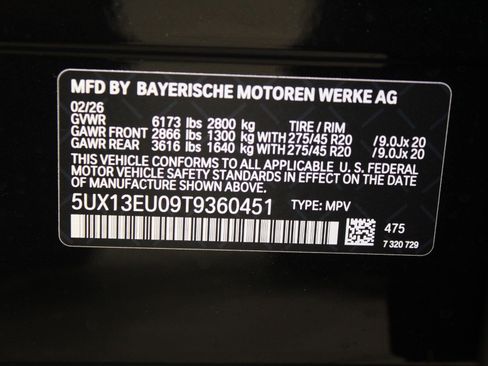 MFD BY BAYERISCHE MOTOREN WERKE AG
02/26
GVWR 6173 lbs 2800 kg TIRE / RIM
GAWR FRONT 2866 lbs 1300 kg WITH 275/45 R20 /9.0Jx 20
GAWR REAR 3616 lbs 1640 kg WITH 275/45 R20 /9.0Jx 20
THIS VEHICLE CONFORMS TO ALL APPLICABLE U. S. FEDERAL
MOTOR VEHICLE SAFETY STANDARDS IN EFFECT ON THE DATE
OF MANUFACTURE SHOWN ABOVE.
5UX13EU09T9360451 TYPE: MPV
475
7 320 729